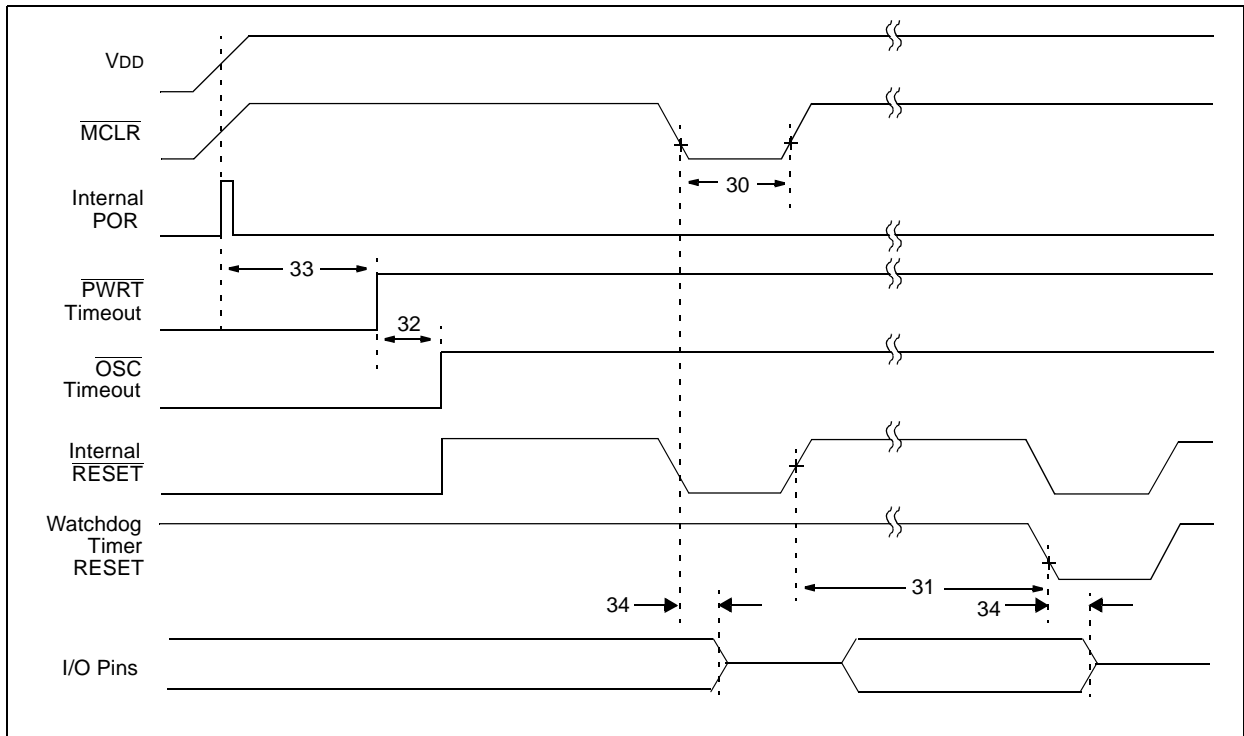 VDD
MCLR
30
Internal
POR
33
PWRT
Timeout
32
OSC
Timeout
Internal
RESET
Watchdog
Timer
RESET
31
34
34
I/O Pins